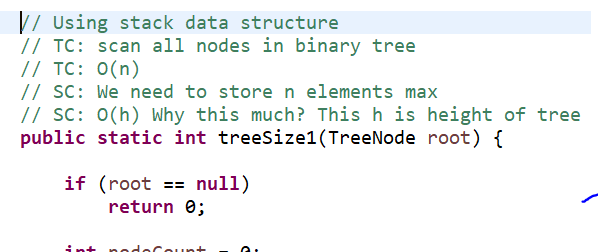 // Using stack data structure
// TC: scan all nodes in binary tree
// TC: O(n)
// SC: We need to store n elements max
// SC: O(h) Why this much? This h is height of tree
public static int treeSize1(TreeNode root) {
if (root == null)
return 0;
int nodeCount = 0;